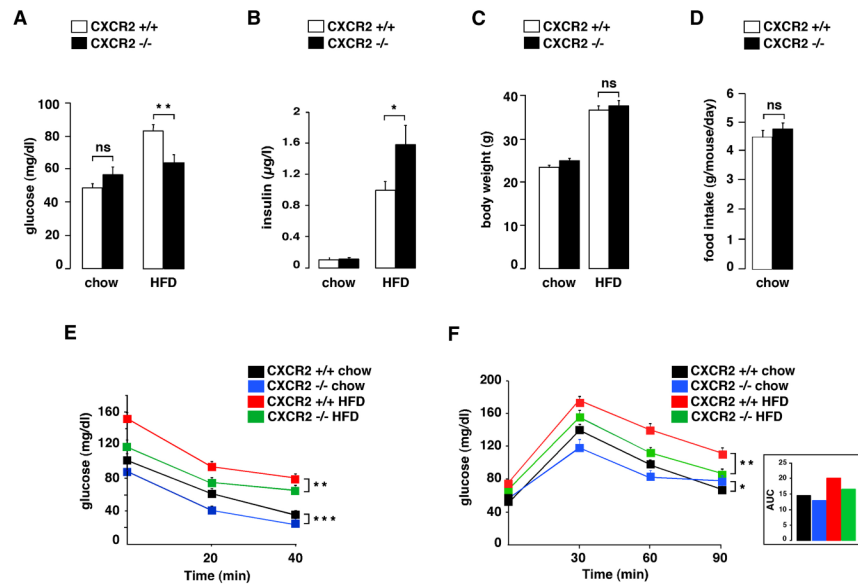 A
CXCR2 +/+
CXCR2 -/-
glucose (mg/dl)
100
80
60
40
20
0
ns
**
chow
HFD
B
CXCR2 +/+
CXCR2 -/-
insulin (µg/l)
2
1.6
1.2
0.8
0.4
0
*
chow
HFD
C
CXCR2 +/+
CXCR2 -/-
body weight (g)
40
30
20
10
0
ns
chow
HFD
D
CXCR2 +/+
CXCR2 -/-
food intake (g/mouse/day)
6
5
4
3
2
1
0
ns
chow
E
CXCR2 +/+ chow
CXCR2 -/- chow
CXCR2 +/+ HFD
CXCR2 -/- HFD
glucose (mg/dl)
160
120
80
40
0
**
***
20
40
Time (min)
F
CXCR2 +/+ chow
CXCR2 -/- chow
CXCR2 +/+ HFD
CXCR2 -/- HFD
glucose (mg/dl)
200
160
120
80
40
0
**
*
30
60
90
Time (min)
AUC
25
20
15
10
5
0